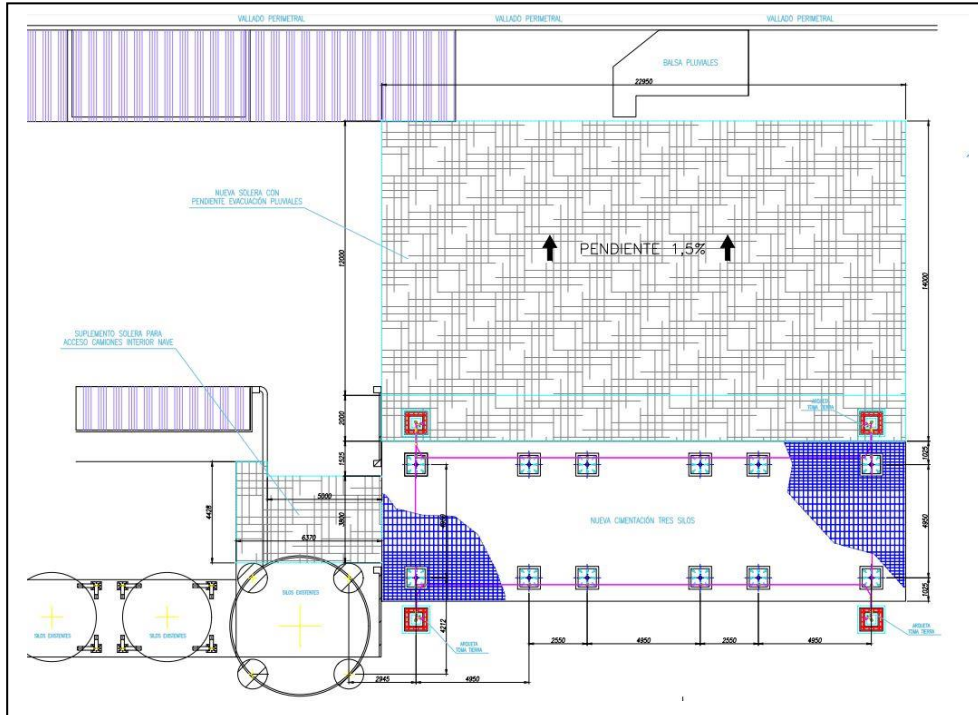 VALLADO PERIMETRAL
VALLADO PERIMETRAL
VALLADO PERIMETRAL
BALSA PLUVIALES
22950
NUEVA SOLERA CON
PENDIENTE EVACUACIÓN PLUVIALES
12000
PENDIENTE 1,5%
14000
SUPLEMENTO SOLERA PARA
ACCESO CAMIONES INTERIOR NAVE
2000
ARQUETA
TOMA TIERRA
1525
1025
5000
4428
3800
4950
NUEVA CIMENTACIÓN TRES SILOS
4950
6370
SILOS EXISTENTES
1025
SILOS EXISTENTES
SILOS EXISTENTES
4212
ARQUETA
TOMA TIERRA
2550
4950
2550
4950
ARQUETA
TOMA TIERRA
2945
4950